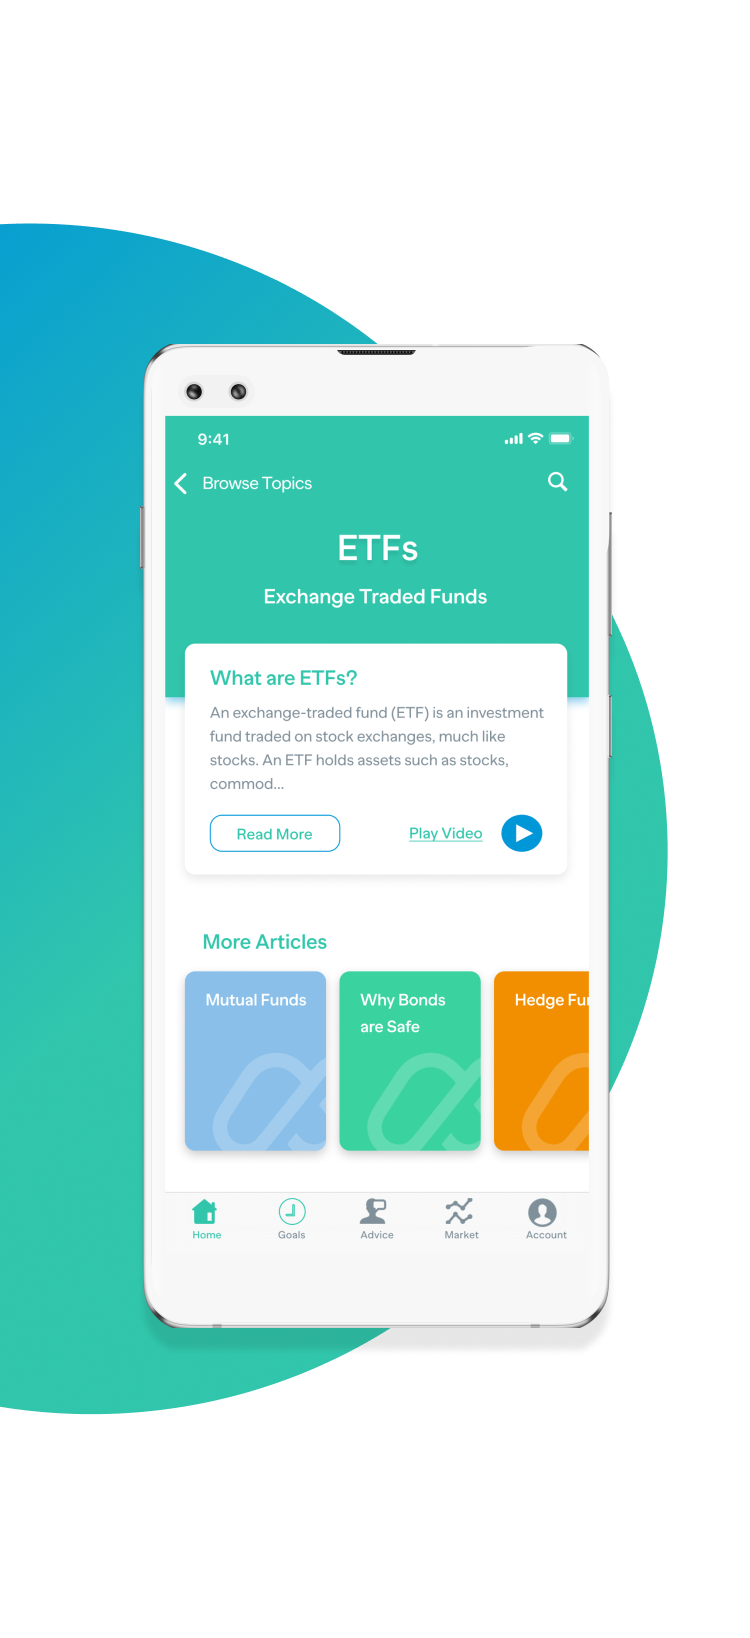 9:41
Browse Topics
ETFs
Exchange Traded Funds
What are ETFs?
An exchange-traded fund (ETF) is an investment
fund traded on stock exchanges, much like
stocks. An ETF holds assets such as stocks,
commod...
Read More
Play Video
More Articles
Mutual Funds
Why Bonds
are Safe
Hedge Fu
Home
Goals
Advice
Market
Account